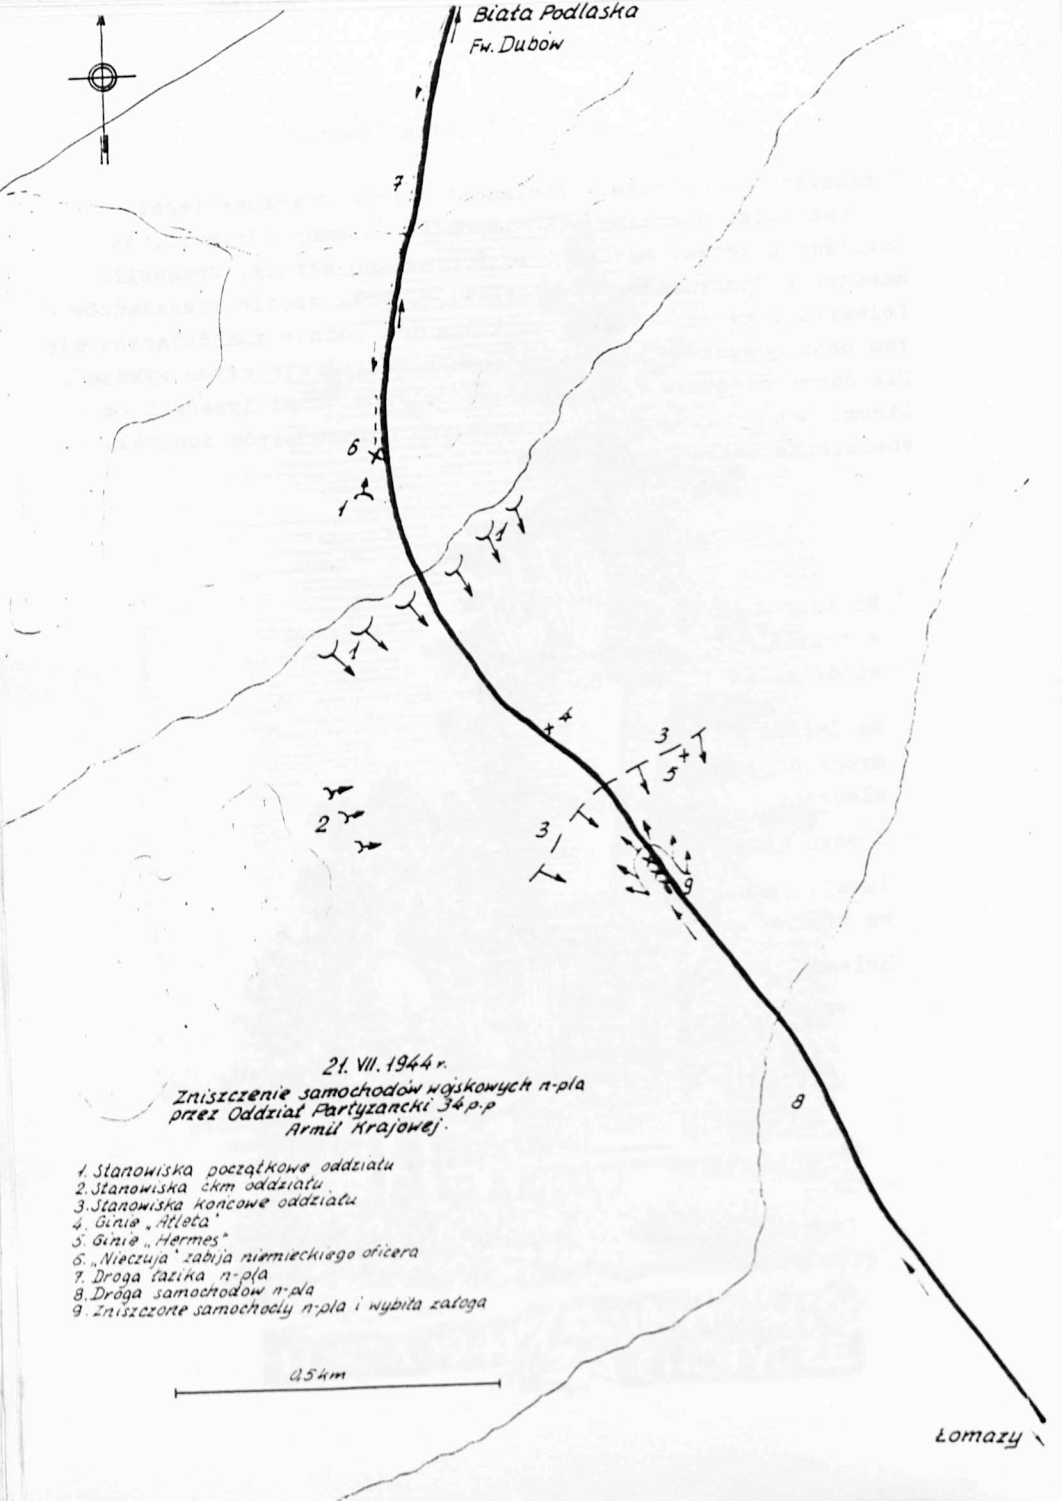 Biała Podlaska
Fw. Dubów
7
6
1
1
1
4
3
5
2
3
9
21. VII. 1944 r.
Zniszczenie samochodów wojskowych n-pla
przez Oddział Partyzancki 34 p.p
Armii Krajowej.
8
1. Stanowiska początkowe oddziału
2. Stanowiska ckm oddziału
3. Stanowiska końcowe oddziału
4. Ginie „Atleta"
5. Ginie „Hermes"
6. „Nieczuja" zabija niemieckiego oficera
7. Droga łazika n-pla
8. Droga samochodów n-pla
9. Zniszczone samochody n-pla i wybita załoga
0,5 km
Łomazy